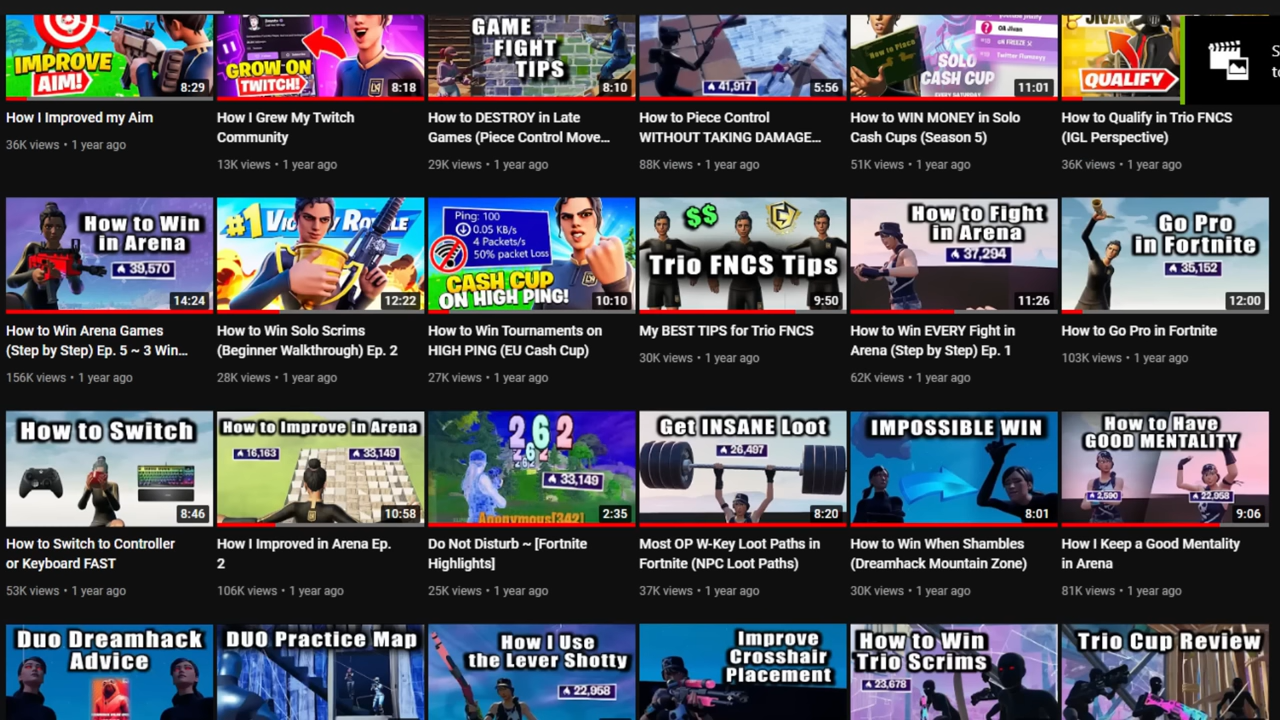 IMPROVE
AIM!
8:29
GROW ON
TWITCH!
8:18
GAME
FIGHT
TIPS
8:10
41,917
5:56
How to Piece
Oli Jivan
SOLO
CASH CUP
EVERY SATURDAY
11:01
JIVAN
QUALIFY
How I Improved my Aim
36K views • 1 year ago
How I Grew My Twitch
Community
13K views • 1 year ago
How to DESTROY in Late
Games (Piece Control Move...
29K views • 1 year ago
How to Piece Control
WITHOUT TAKING DAMAGE...
88K views • 1 year ago
How to WIN MONEY in Solo
Cash Cups (Season 5)
51K views • 1 year ago
How to Qualify in Trio FNCS
(IGL Perspective)
36K views • 1 year ago
How to Win
in Arena
39,570
14:24
#1 VICTORY ROYALE
12:22
Ping: 100
0.05 KB/s
4 Packets/s
50% packet Loss
CASH CUP
ON HIGH PING!
10:10
$$
Trio FNCS Tips
9:50
How to Fight
in Arena
37,294
11:26
Go Pro
in Fortnite
35,152
12:00
How to Win Arena Games
(Step by Step) Ep. 5 ~ 3 Win...
156K views • 1 year ago
How to Win Solo Scrims
(Beginner Walkthrough) Ep. 2
28K views • 1 year ago
How to Win Tournaments on
HIGH PING (EU Cash Cup)
27K views • 1 year ago
My BEST TIPS for Trio FNCS
30K views • 1 year ago
How to Win EVERY Fight in
Arena (Step by Step) Ep. 1
62K views • 1 year ago
How to Go Pro in Fortnite
103K views • 1 year ago
How to Switch
8:46
How to Improve in Arena
16,163
33,149
10:58
262
262
33,149
Anonymous[342]
2:35
Get INSANE Loot
26,497
8:20
IMPOSSIBLE WIN
8:01
How to Have
GOOD MENTALITY
2,590
22,958
9:06
How to Switch to Controller
or Keyboard FAST
53K views • 1 year ago
How I Improved in Arena Ep.
2
106K views • 1 year ago
Do Not Disturb ~ [Fortnite
Highlights]
25K views • 1 year ago
Most OP W-Key Loot Paths in
Fortnite (NPC Loot Paths)
37K views • 1 year ago
How to Win When Shambles
(Dreamhack Mountain Zone)
30K views • 1 year ago
How I Keep a Good Mentality
in Arena
81K views • 1 year ago
Duo Dreamhack
Advice
DUO Practice Map
How I Use
the Lever Shotty
22,958
Improve
Crosshair
Placement
How to Win
Trio Scrims
23,678
Trio Cup Review